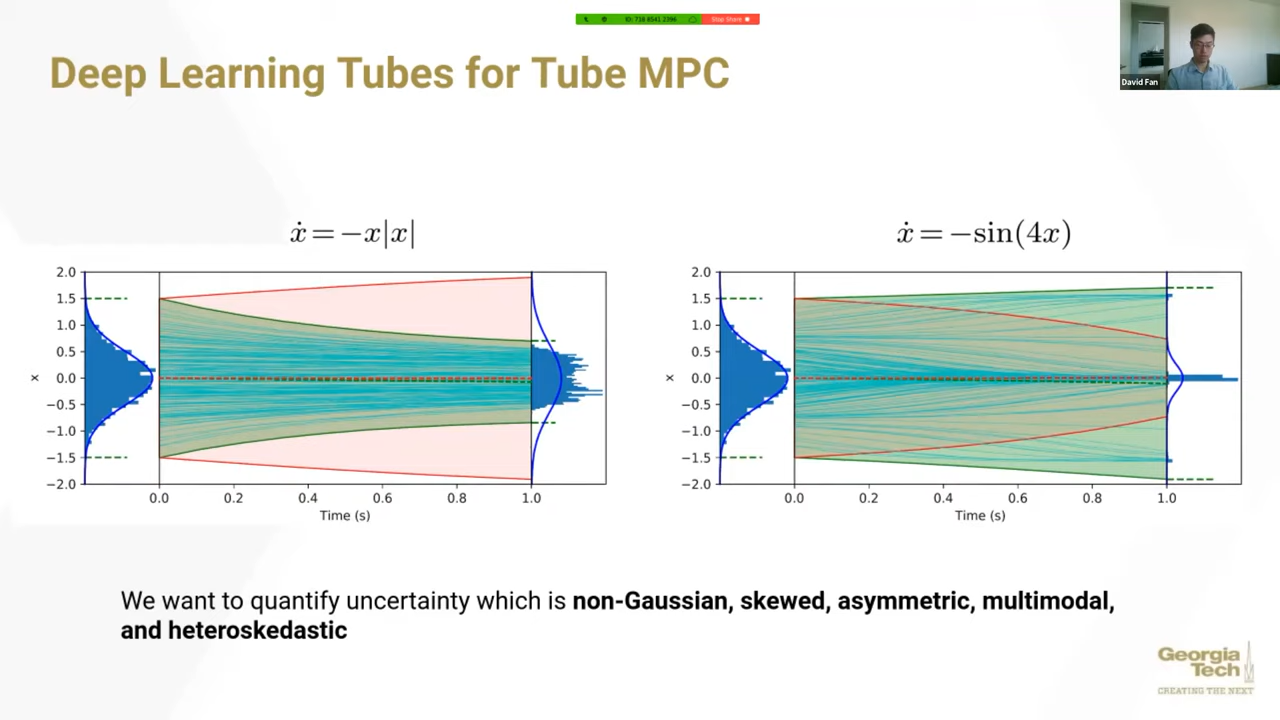 ID: 718 8541 2396 Stop Share
Deep Learning Tubes for Tube MPC
David Fan
ẋ = −x|x|
ẋ = −sin(4x)
2.0
1.5
1.0
0.5
0.0
−0.5
−1.0
−1.5
−2.0
x
0.0 0.2 0.4 0.6 0.8 1.0
Time (s)
2.0
1.5
1.0
0.5
0.0
−0.5
−1.0
−1.5
−2.0
x
0.0 0.2 0.4 0.6 0.8 1.0
Time (s)
We want to quantify uncertainty which is non-Gaussian, skewed, asymmetric, multimodal,
and heteroskedastic
Georgia
Tech
CREATING THE NEXT